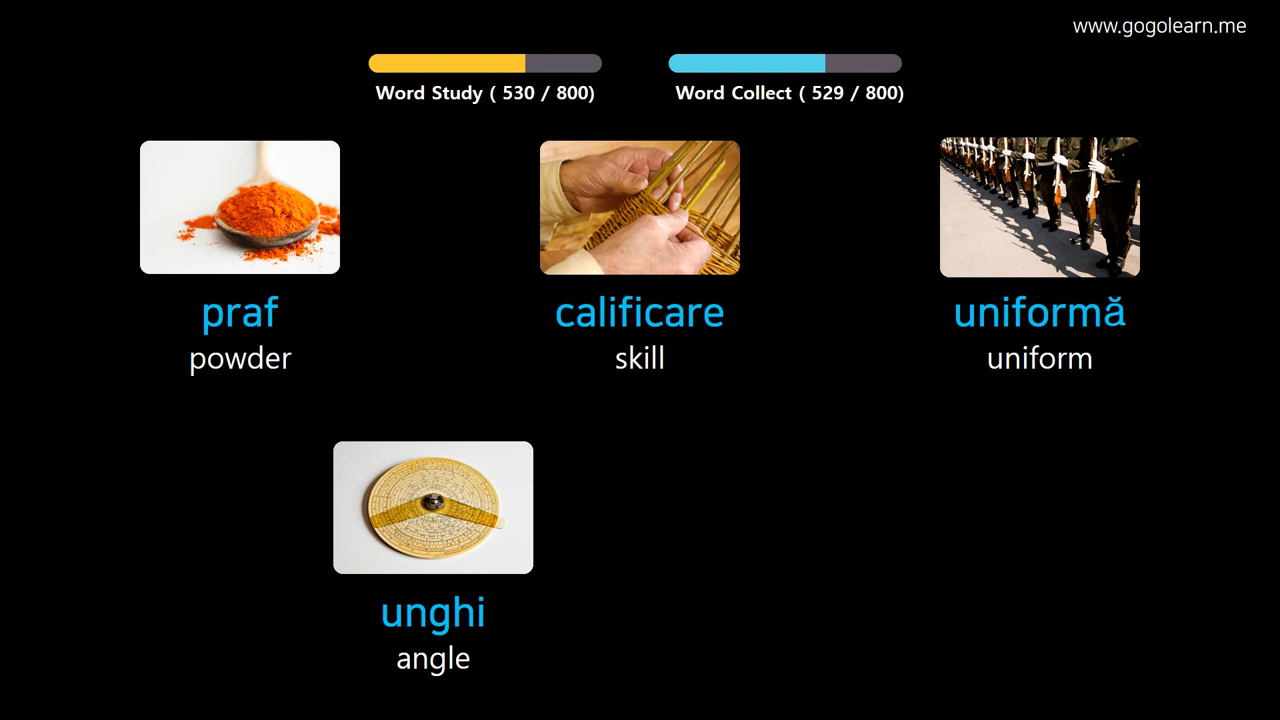 www.gogolearn.me
Word Study ( 530 / 800)
Word Collect ( 529 / 800)
praf
powder
calificare
skill
uniformă
uniform
unghi
angle